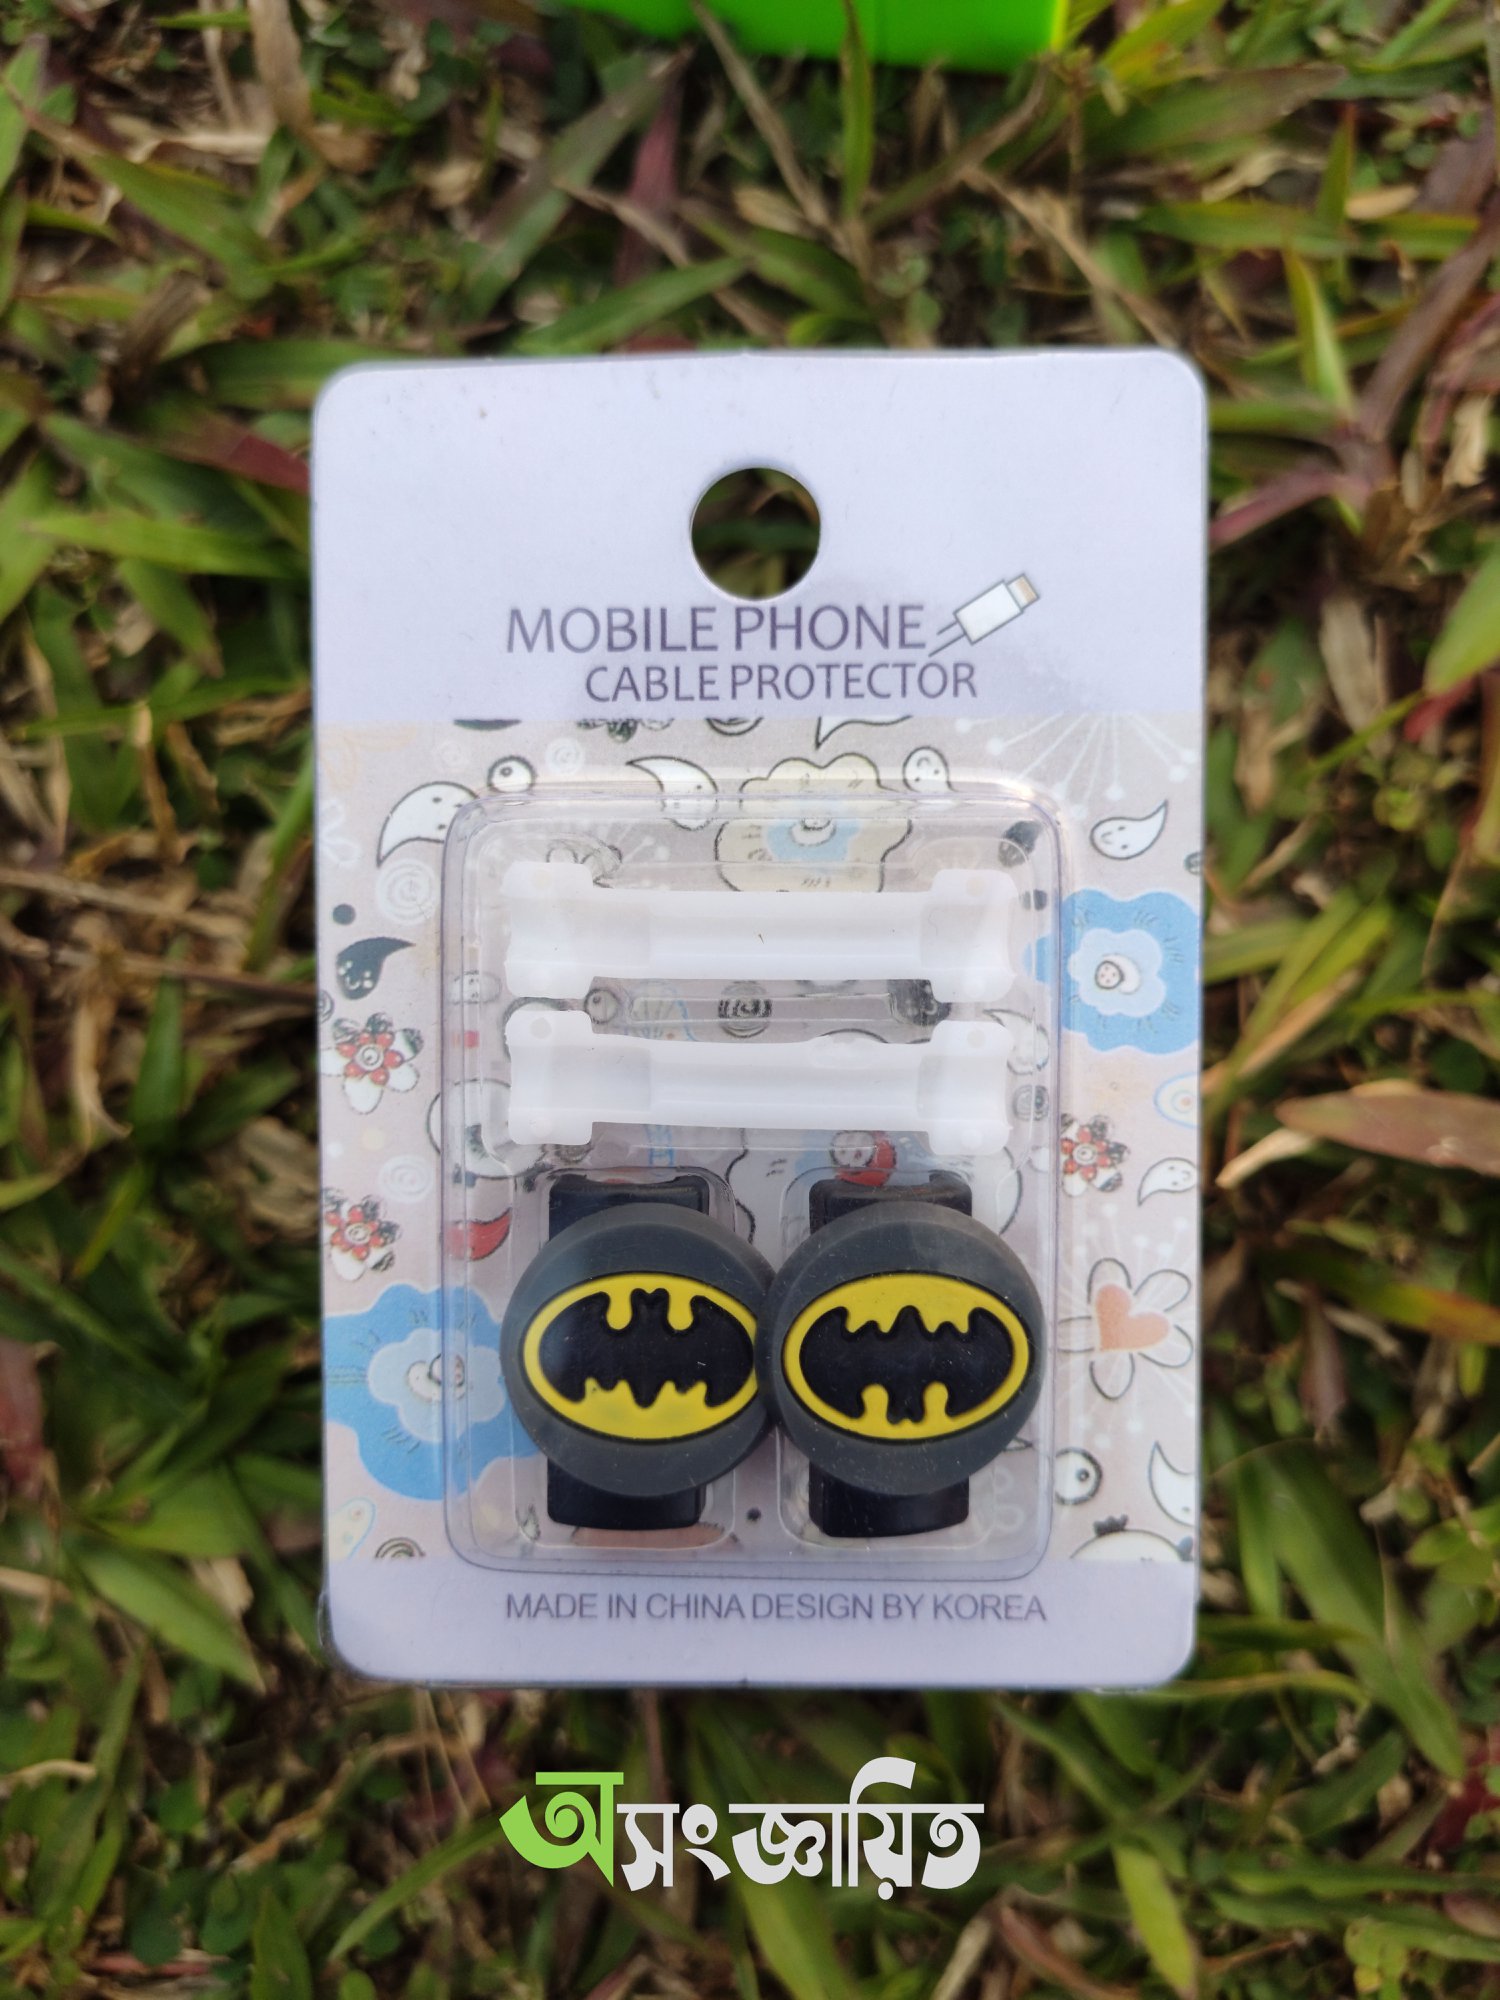 MOBILE PHONE
CABLE PROTECTOR
MADE IN CHINA DESIGN BY KOREA
অসংজ্ঞায়িত